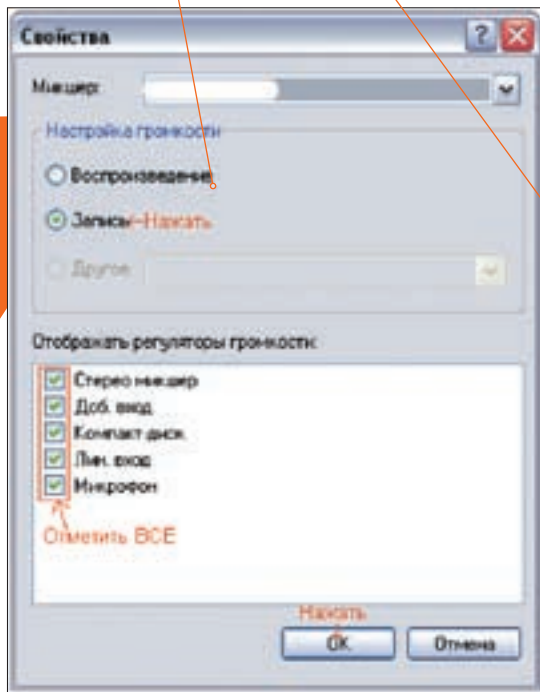 Свойства
Микшер:
Настройка громкости
Воспроизведение
Запись <-Нажать
Другое
Отображать регуляторы громкости:
Стерео микшер
Доб. вход
Компакт диск
Лин. вход
Микрофон
Отметить ВСЕ
Нажать
ОК
Отмена